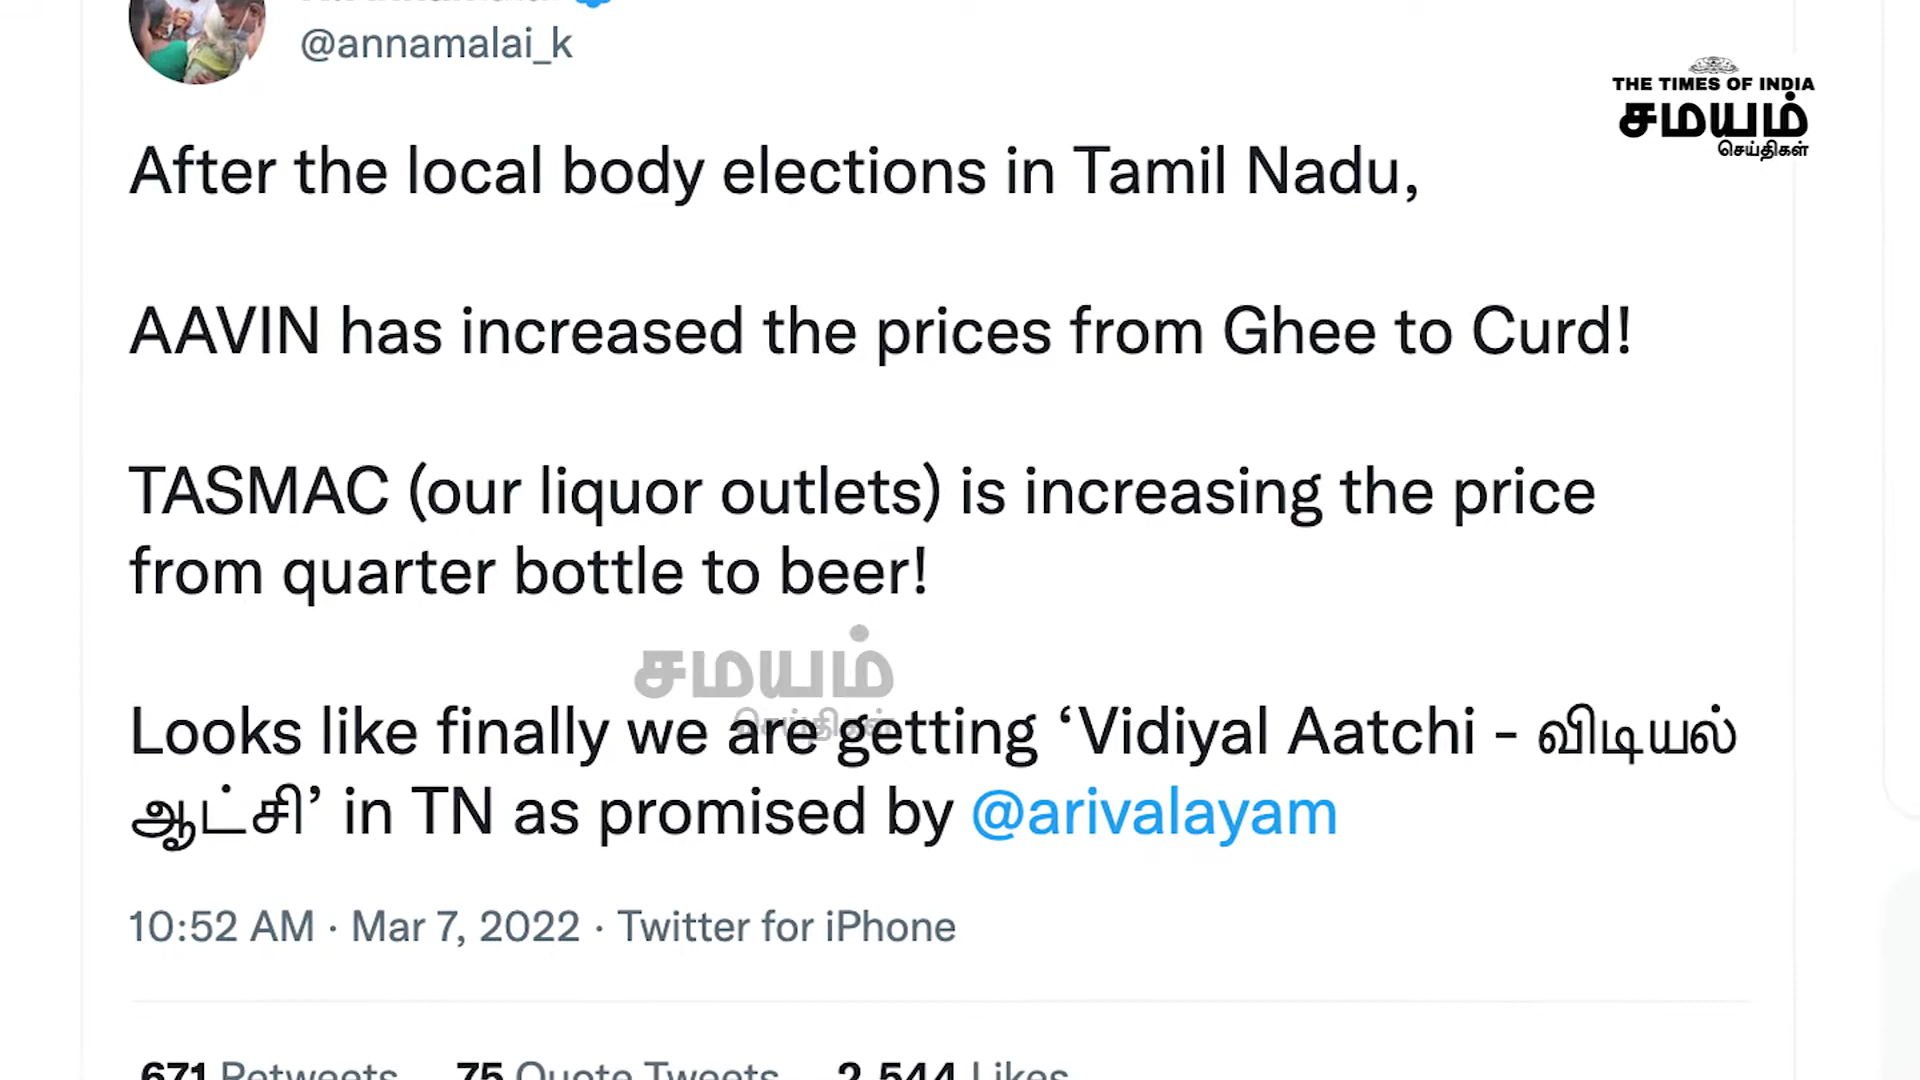 @annamalai_k
THE TIMES OF INDIA
சமயம்
செய்திகள்
After the local body elections in Tamil Nadu,
AAVIN has increased the prices from Ghee to Curd!
TASMAC (our liquor outlets) is increasing the price
from quarter bottle to beer!
சமயம்
செய்திகள்
Looks like finally we are getting ‘Vidiyal Aatchi - விடியல்
ஆட்சி’ in TN as promised by @arivalayam
10:52 AM · Mar 7, 2022 · Twitter for iPhone
671 Retweets 75 Quote Tweets 2,544 Likes